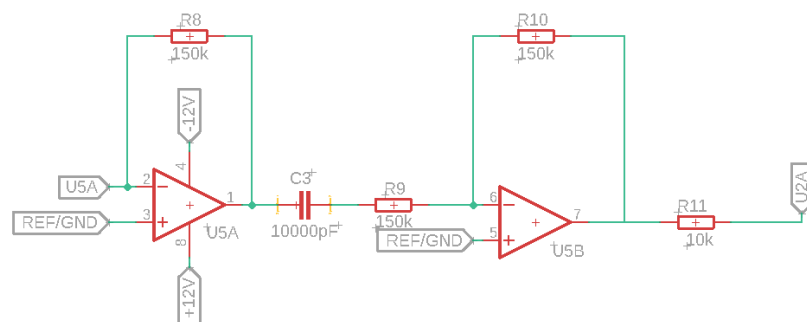 R8
150k
R10
150k
-12V
4
U5A
2
1
C3
R9
6
REF/GND
3
10000pF
150k
7
R11
U2A
8
U5A
REF/GND
5
U5B
10k
+12V